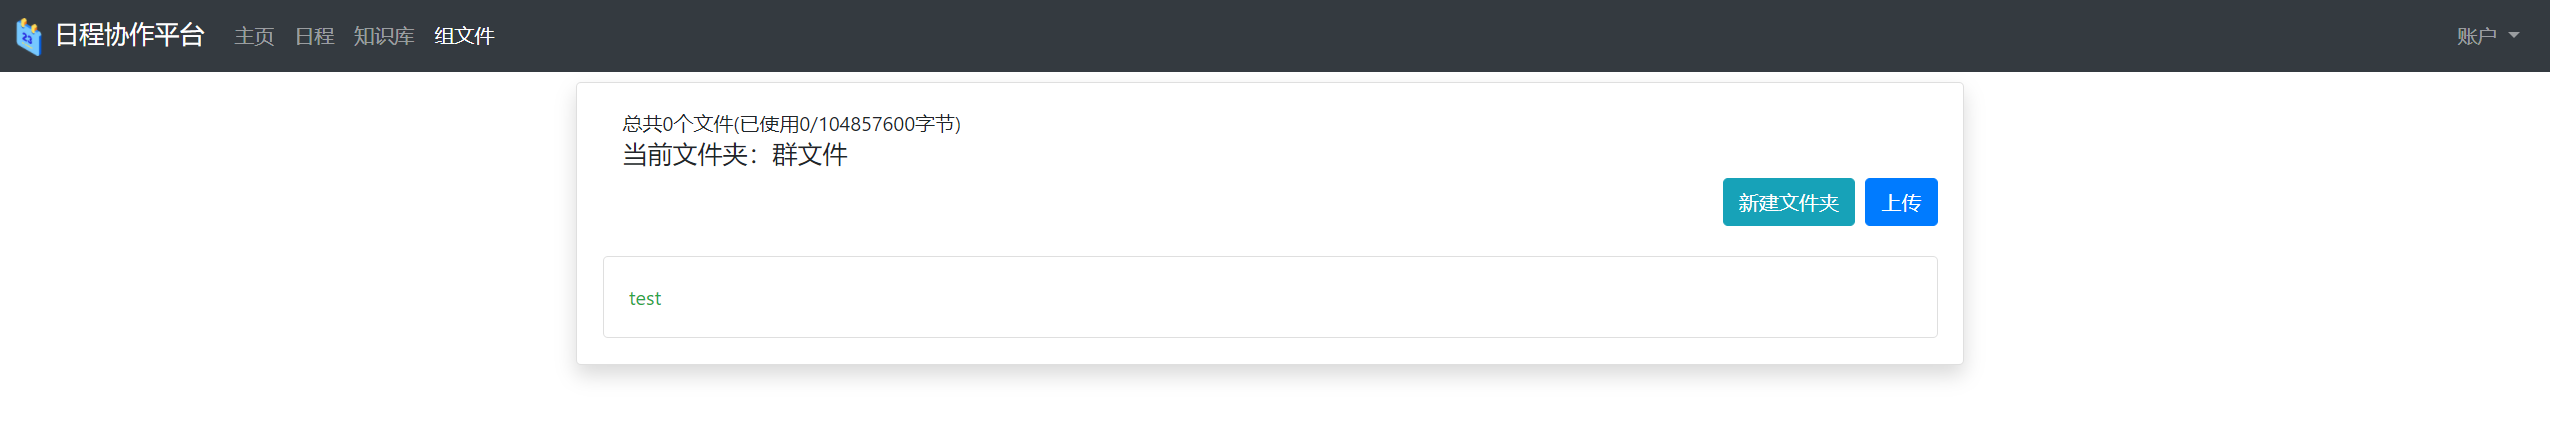 日程协作平台 主页 日程 知识库 组文件 账户
总共0个文件(已使用0/104857600字节)
当前文件夹：群文件
新建文件夹 上传
test